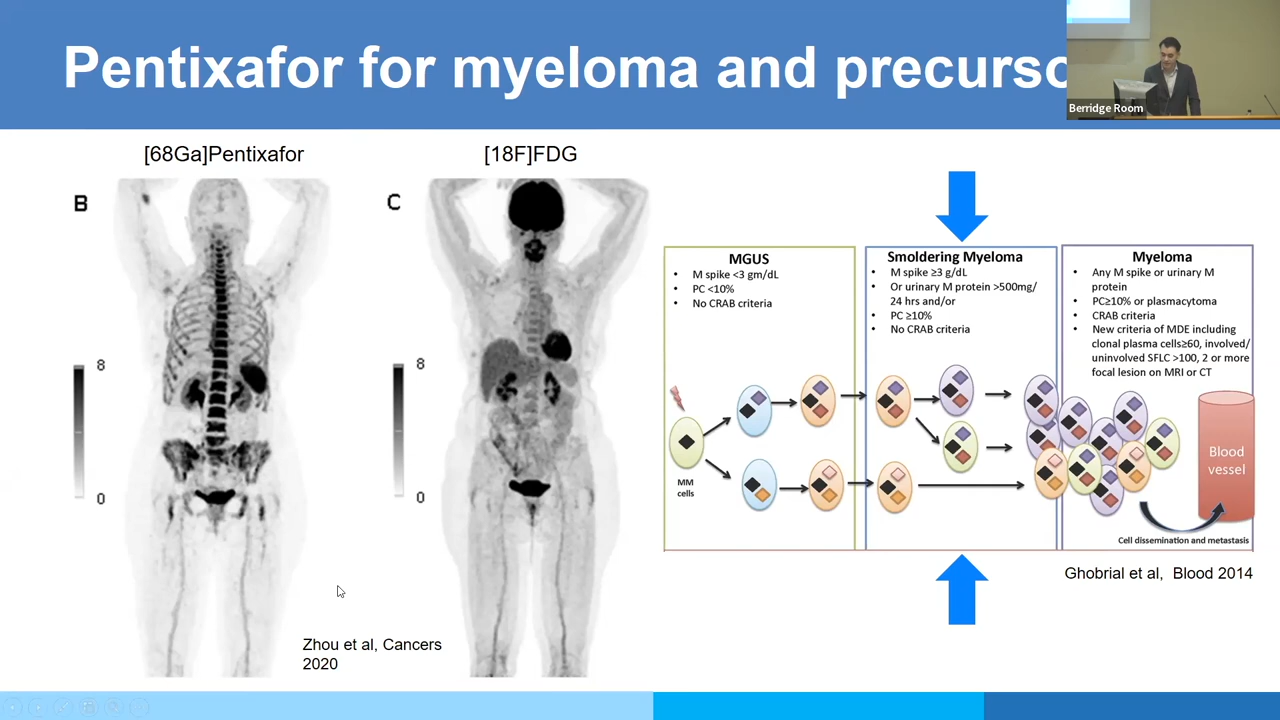 Pentixafor for myeloma and precurso
Berridge Room
[68Ga]Pentixafor
[18F]FDG
B
C
8
0
8
0
Zhou et al, Cancers
2020
MGUS
• M spike <3 gm/dL
• PC <10%
• No CRAB criteria
Smoldering Myeloma
• M spike ≥3 g/dL
• Or urinary M protein >500mg/
24 hrs and/or
• PC ≥10%
• No CRAB criteria
Myeloma
• Any M spike or urinary M
protein
• PC≥10% or plasmacytoma
• CRAB criteria
• New criteria of MDE including
clonal plasma cells≥60, involved/
uninvolved SFLC >100, 2 or more
focal lesion on MRI or CT
MM
cells
Blood
vessel
Cell dissemination and metastasis
Ghobrial et al, Blood 2014